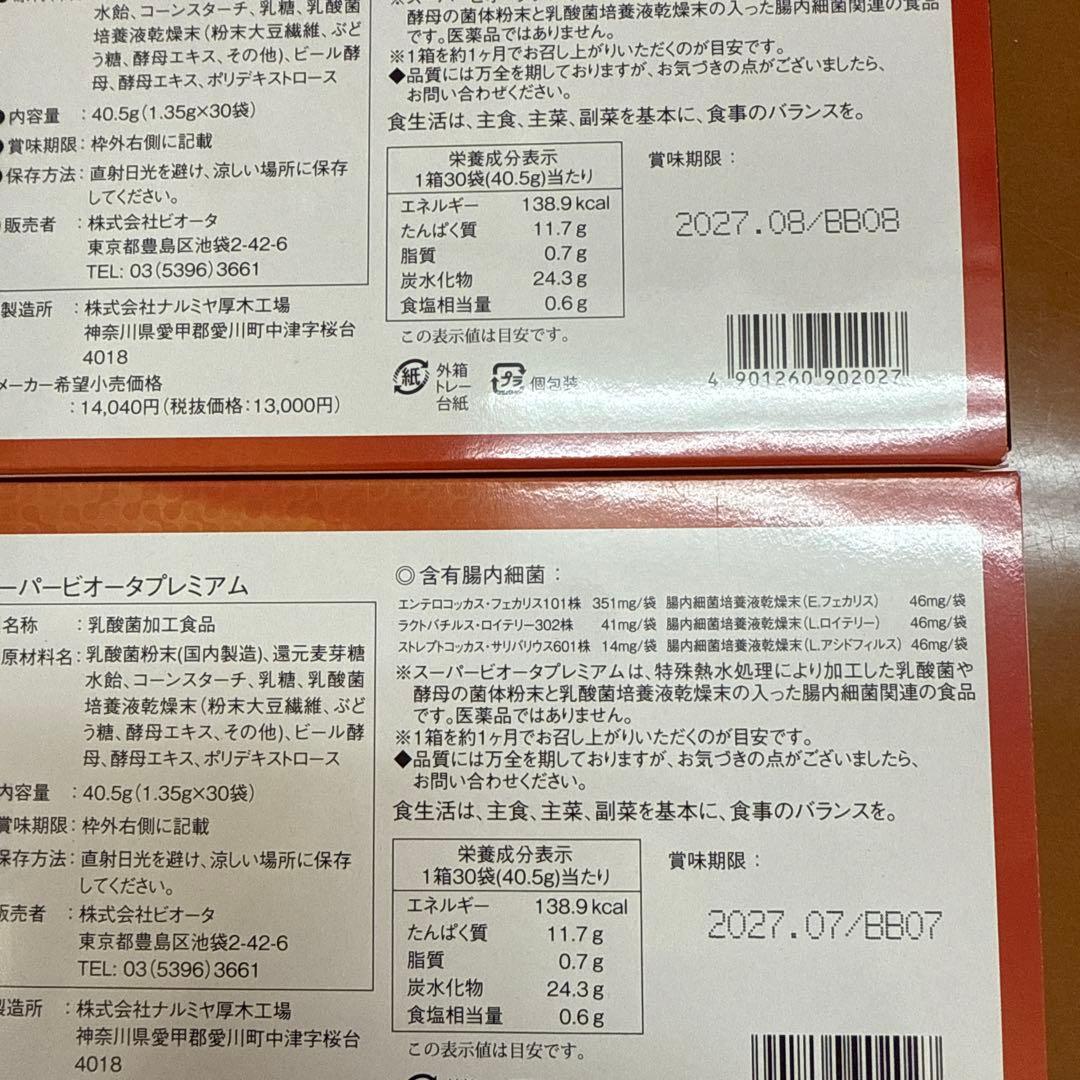 水飴、コーンスターチ、乳糖、乳酸菌
培養液乾燥末(粉末大豆繊維、ぶど
う糖、酵母エキス、その他)、ビール酵
母、酵母エキス、ポリデキストロース
●内容量 :40.5g(1.35g×30袋)
賞味期限:枠外右側に記載
保存方法:直射日光を避け、涼しい場所に保存
してください。
販売者 :株式会社ビオータ
東京都豊島区池袋2-42-6
TEL: 03(5396)3661
製造所 :株式会社ナルミヤ厚木工場
神奈川県愛甲郡愛川町中津字桜台
4018
メーカー希望小売価格
:14,040円(税抜価格:13,000円)
酵母の菌体粉末と乳酸菌培養液乾燥末の入った腸内細菌関連の食品
です。医薬品ではありません。
※1箱を約1ヶ月でお召し上がりいただくのが目安です。
◆品質には万全を期しておりますが、お気づきの点がございましたら、
お問い合わせください。
食生活は、主食、主菜、副菜を基本に、食事のバランスを。
栄養成分表示
1箱30袋(40.5g)当たり
エネルギー 138.9kcal
たんぱく質 11.7g
脂質 0.7g
炭水化物 24.3g
食塩相当量 0.6g
この表示値は目安です。
賞味期限:
2027.08/BB08
紙 外箱
トレー
台紙
プラ 個包装
4 901260 902027
ーパービオータプレミアム
名称 :乳酸菌加工食品
原材料名:乳酸菌粉末(国内製造)、還元麦芽糖
水飴、コーンスターチ、乳糖、乳酸菌
培養液乾燥末(粉末大豆繊維、ぶど
う糖、酵母エキス、その他)、ビール酵
母、酵母エキス、ポリデキストロース
内容量 :40.5g(1.35g×30袋)
賞味期限:枠外右側に記載
保存方法:直射日光を避け、涼しい場所に保存
してください。
販売者 :株式会社ビオータ
東京都豊島区池袋2-42-6
TEL: 03(5396)3661
製造所 :株式会社ナルミヤ厚木工場
神奈川県愛甲郡愛川町中津字桜台
4018
◎含有腸内細菌:
エンテロコッカス・フェカリス101株 351mg/袋 腸内細菌培養液乾燥末(E.フェカリス) 46mg/袋
ラクトバチルス・ロイテリー302株 41mg/袋 腸内細菌培養液乾燥末(L.ロイテリー) 46mg/袋
ストレプトコッカス・サリバリウス601株 14mg/袋 腸内細菌培養液乾燥末(L.アシドフィルス) 46mg/袋
※スーパービオータプレミアムは、特殊熱水処理により加工した乳酸菌や
酵母の菌体粉末と乳酸菌培養液乾燥末の入った腸内細菌関連の食品
です。医薬品ではありません。
※1箱を約1ヶ月でお召し上がりいただくのが目安です。
◆品質には万全を期しておりますが、お気づきの点がございましたら、
お問い合わせください。
食生活は、主食、主菜、副菜を基本に、食事のバランスを。
栄養成分表示
1箱30袋(40.5g)当たり
エネルギー 138.9kcal
たんぱく質 11.7g
脂質 0.7g
炭水化物 24.3g
食塩相当量 0.6g
この表示値は目安です。
賞味期限:
2027.07/BB07